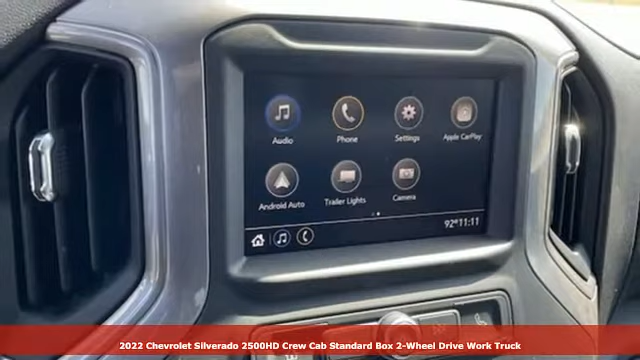 Audio
Phone
Settings
Apple CarPlay
Android Auto
Trailer Lights
Camera
92° 11:11
2022 Chevrolet Silverado 2500HD Crew Cab Standard Box 2-Wheel Drive Work Truck